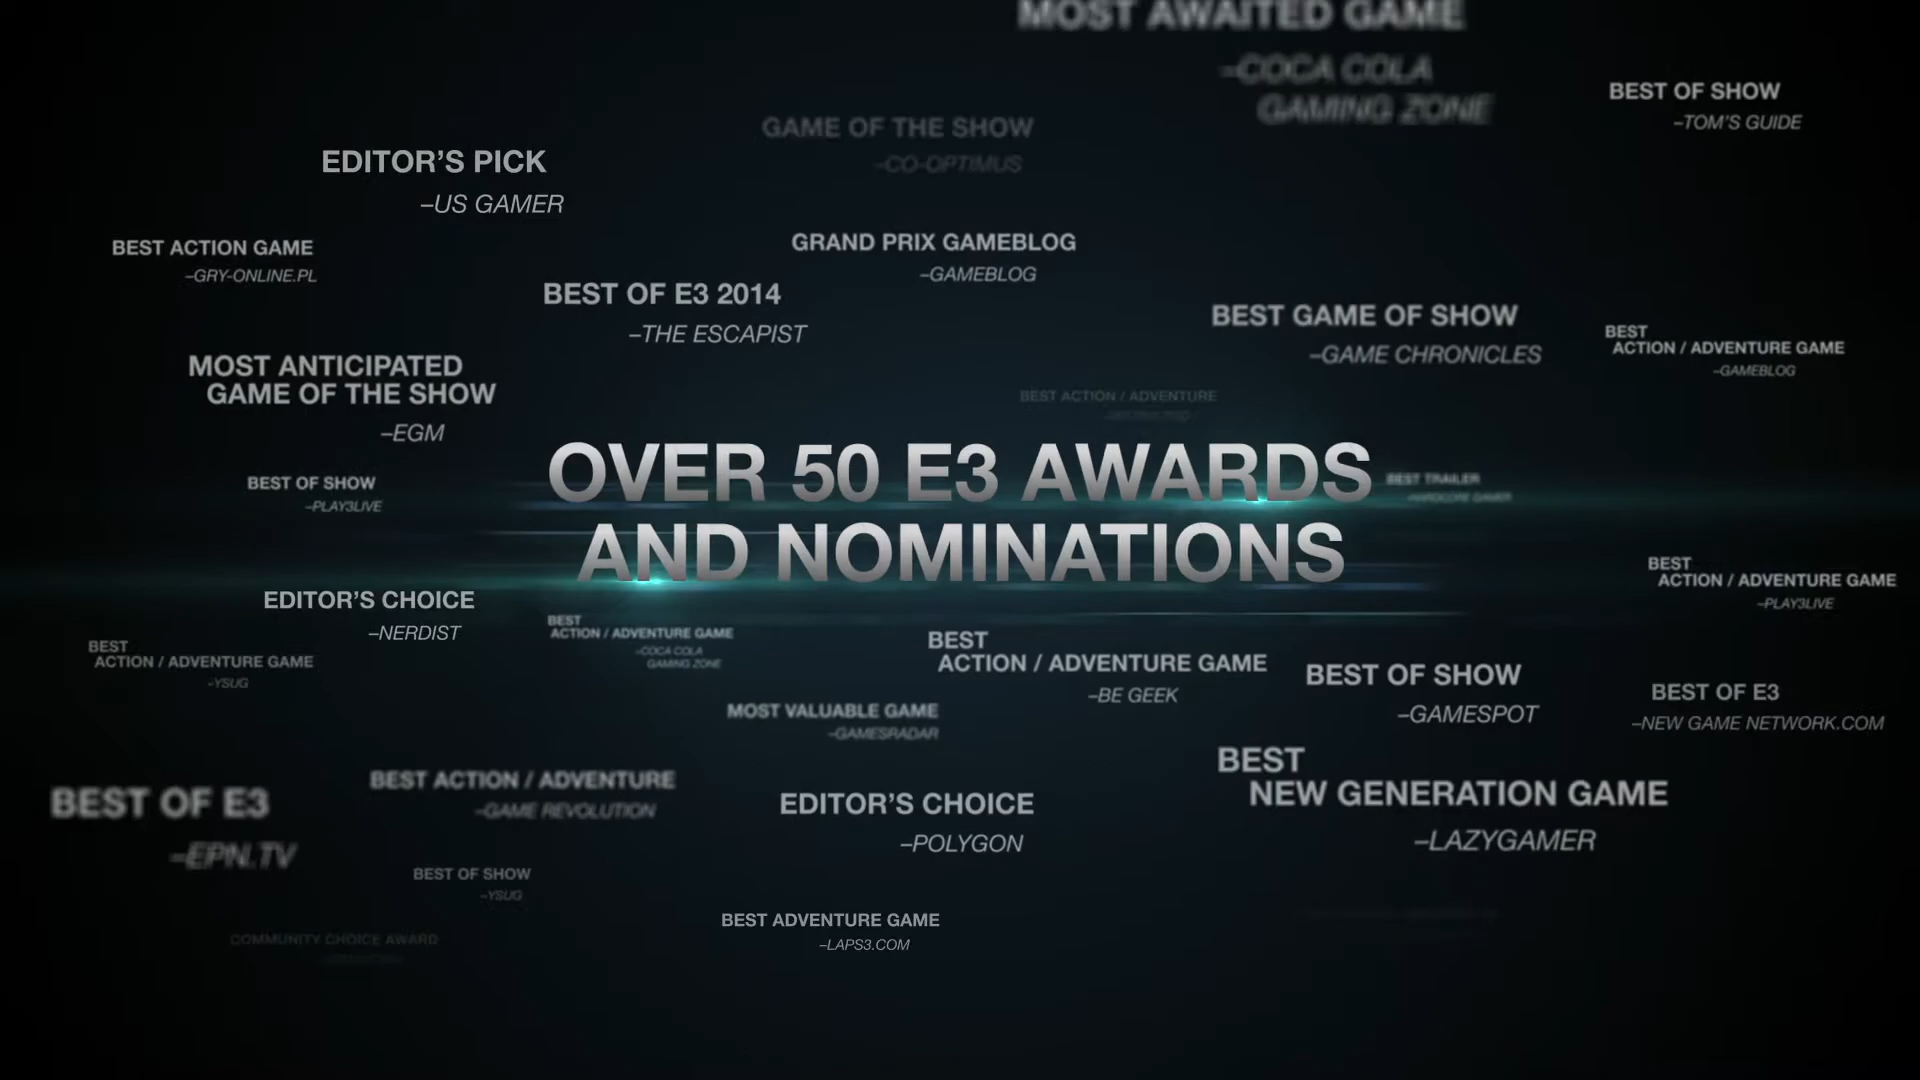 MOST AWAITED GAME
–COCA COLA
GAMING ZONE
BEST OF SHOW
–TOM’S GUIDE
GAME OF THE SHOW
–CO-OPTIMUS
EDITOR’S PICK
–US GAMER
BEST ACTION GAME
–GRY-ONLINE.PL
GRAND PRIX GAMEBLOG
–GAMEBLOG
BEST OF E3 2014
–THE ESCAPIST
BEST GAME OF SHOW
–GAME CHRONICLES
BEST
ACTION / ADVENTURE GAME
–GAMEBLOG
MOST ANTICIPATED
GAME OF THE SHOW
–EGM
BEST ACTION / ADVENTURE
OVER 50 E3 AWARDS
AND NOMINATIONS
BEST OF SHOW
–PLAY3LIVE
BEST TRAILER
–HARDCORE GAMER
BEST
ACTION / ADVENTURE GAME
–PLAY3LIVE
EDITOR’S CHOICE
–NERDIST
BEST
ACTION / ADVENTURE GAME
–COCA COLA
GAMING ZONE
BEST
ACTION / ADVENTURE GAME
–YSUG
BEST
ACTION / ADVENTURE GAME
–BE GEEK
BEST OF SHOW
–GAMESPOT
BEST OF E3
–NEW GAME NETWORK.COM
MOST VALUABLE GAME
–GAMESRADAR
BEST
NEW GENERATION GAME
–LAZYGAMER
BEST OF E3
–EPN.TV
BEST ACTION / ADVENTURE
–GAME REVOLUTION
EDITOR’S CHOICE
–POLYGON
BEST OF SHOW
–YSUG
BEST ADVENTURE GAME
–LAPS3.COM
COMMUNITY CHOICE AWARD